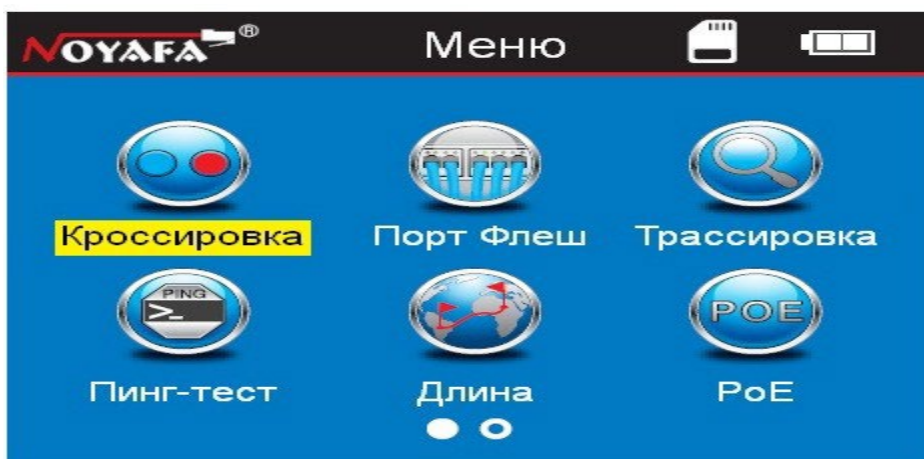 NOYAFA® Меню
Кроссировка Порт Флеш Трассировка
PING >_ POE
Пинг-тест Длина PoE